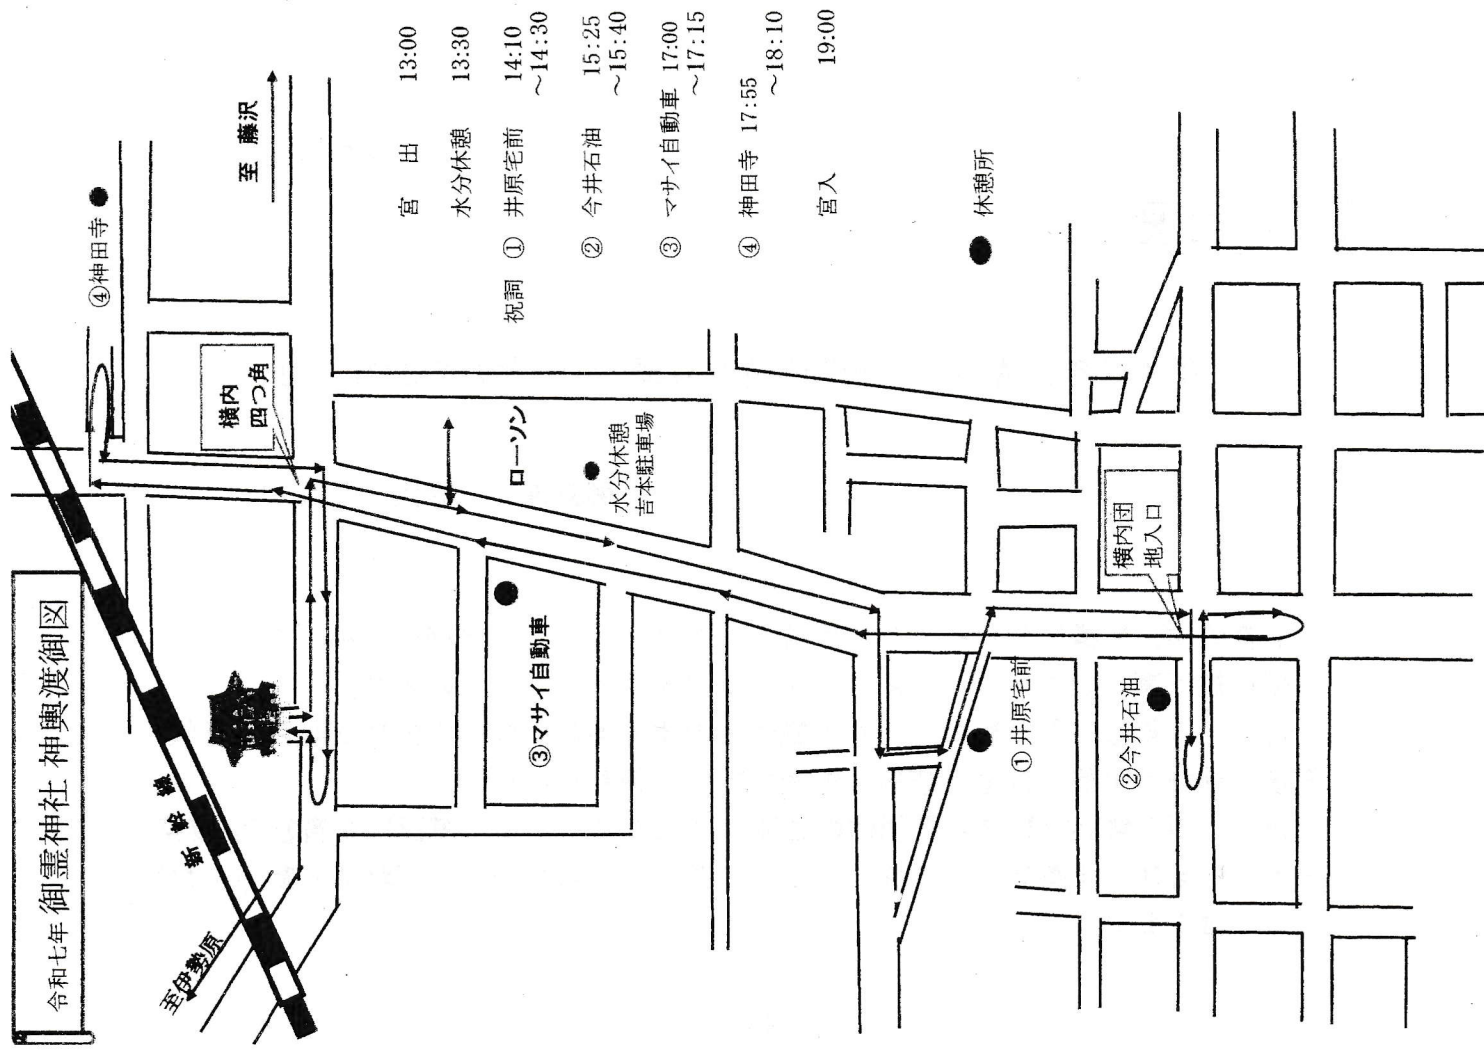 令和七年 御霊神社 神輿渡御図
新幹線
至伊勢原
至 藤沢
④神田寺
横内
四つ角
ローソン
水分休憩
吉本駐車場
③マサイ自動車
①井原宅前
②今井石油
横内団
地入口
宮 出 13:00
水分休憩 13:30
祝詞 ① 井原宅前 14:10
～14:30
② 今井石油 15:25
～15:40
③ マサイ自動車 17:00
～17:15
④ 神田寺 17:55
～18:10
宮入 19:00
休憩所